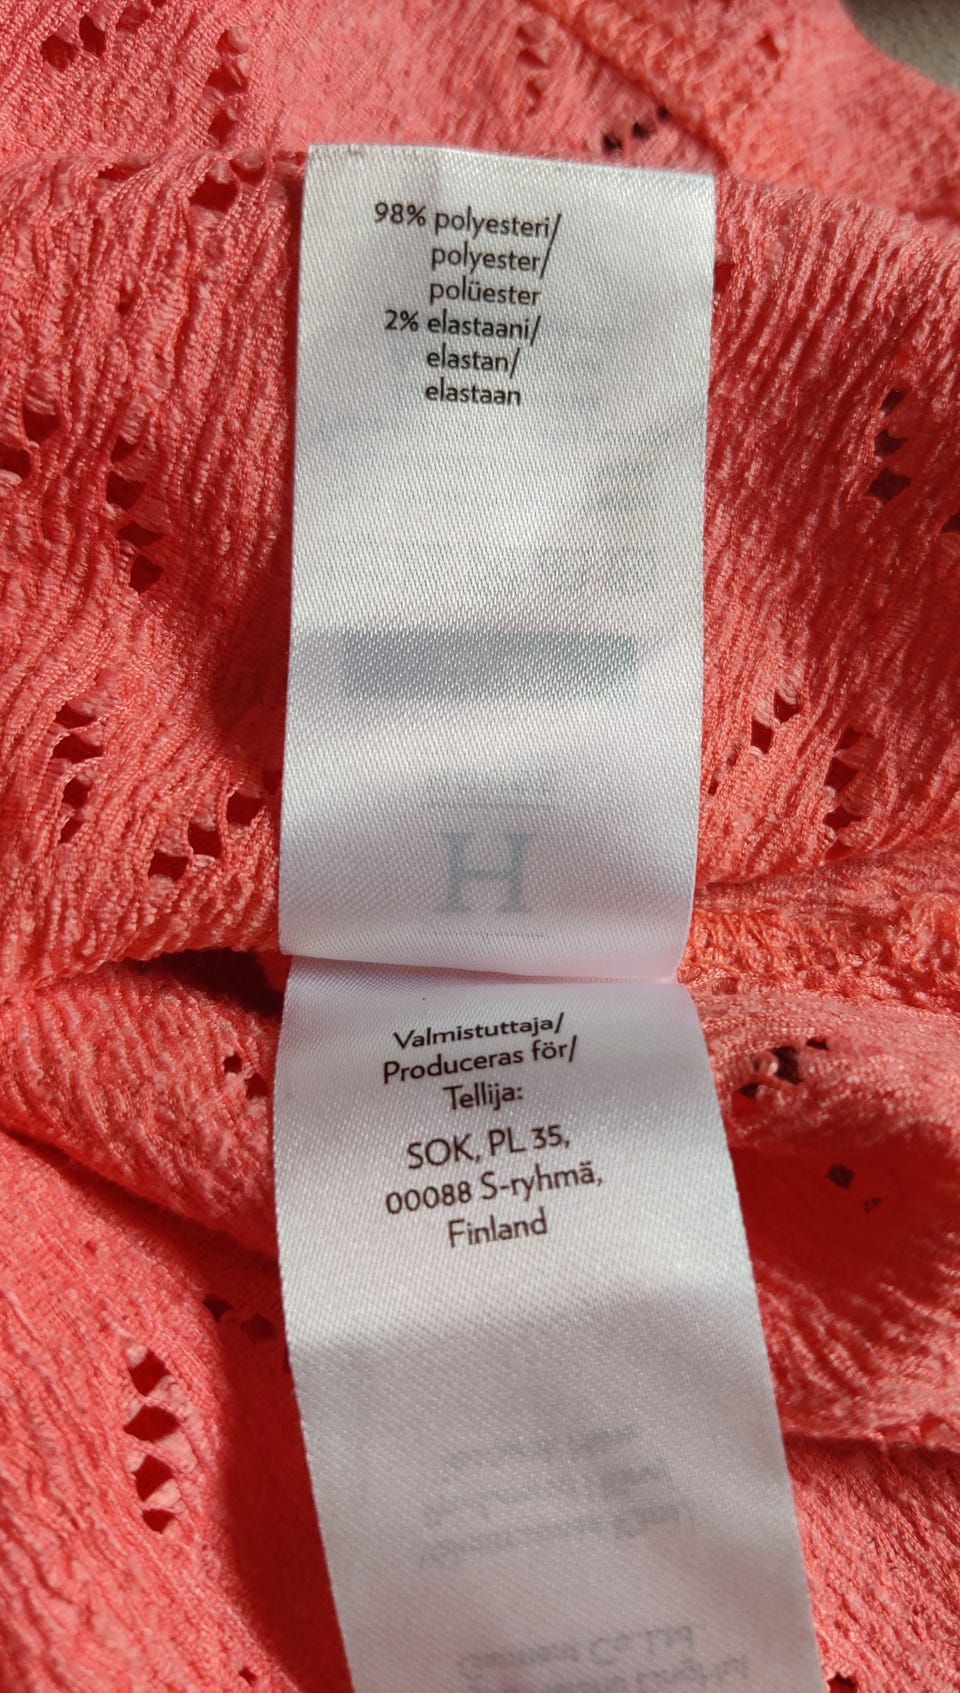 98% polyesteri/
polyester/
polüester
2% elastaani/
elastan/
elastaan
H
Valmistuttaja/
Produceras för/
Tellija:
SOK, PL 35,
00088 S-ryhmä,
Finland